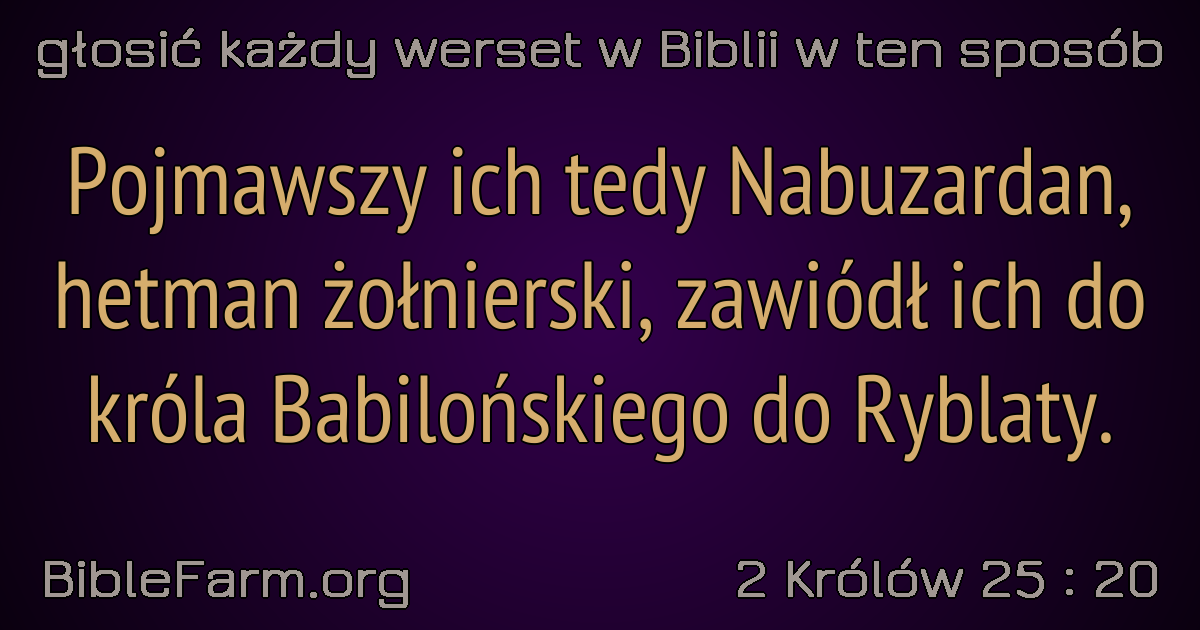 głosić każdy werset w Biblii w ten sposób
Pojmawszy ich tedy Nabuzardan,
hetman żołnierski, zawiódł ich do
króla Babilońskiego do Ryblaty.
BibleFarm.org
2 Królów 25 : 20